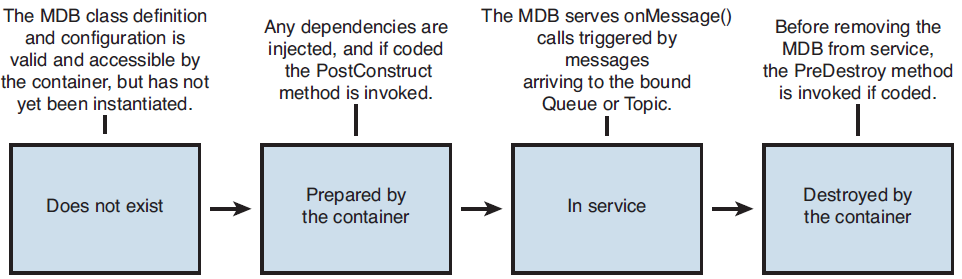 The MDB class definition
and configuration is
valid and accessible by
the container, but has not
yet been instantiated.
Any dependencies are
injected, and if coded
the PostConstruct
method is invoked.
The MDB serves onMessage()
calls triggered by
messages
arriving to the bound
Queue or Topic.
Before removing the
MDB from service,
the PreDestroy method
is invoked if coded.
Does not exist
Prepared by
the container
In service
Destroyed by
the container